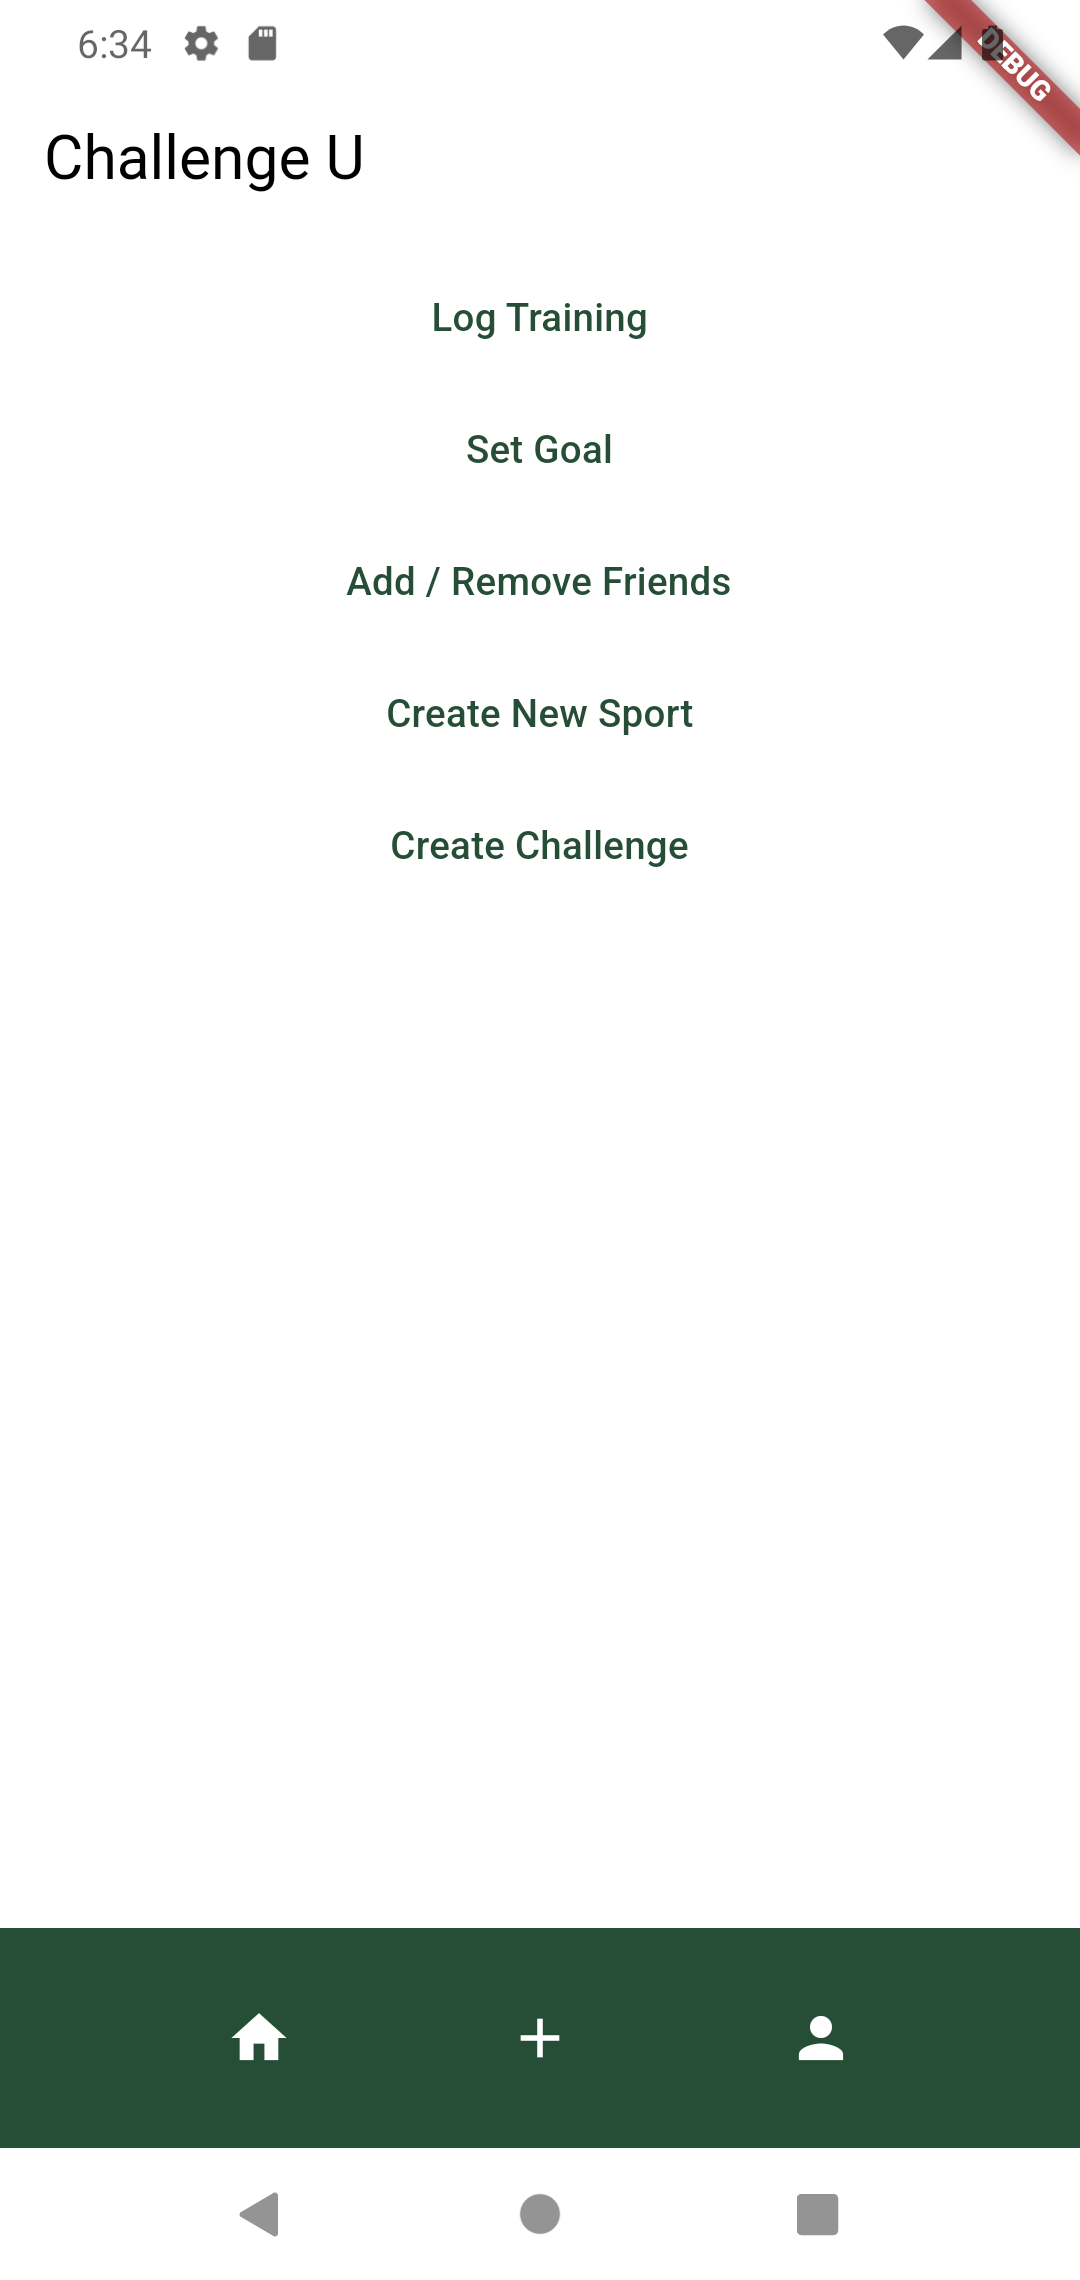 6:34
DEBUG
Challenge U
Log Training
Set Goal
Add / Remove Friends
Create New Sport
Create Challenge